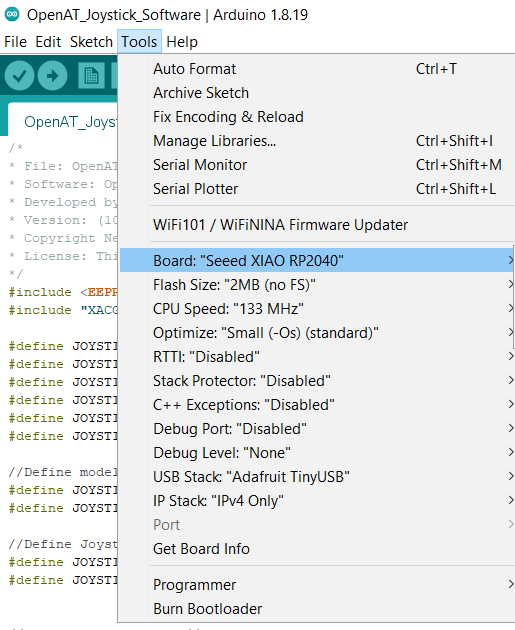 OpenAT_Joystick_Software | Arduino 1.8.19
File Edit Sketch Tools Help
Auto Format Ctrl+T
Archive Sketch
Fix Encoding & Reload
Manage Libraries... Ctrl+Shift+I
Serial Monitor Ctrl+Shift+M
Serial Plotter Ctrl+Shift+L
WiFi101 / WiFiNINA Firmware Updater
Board: "Seeed XIAO RP2040"
Flash Size: "2MB (no FS)"
CPU Speed: "133 MHz"
Optimize: "Small (-Os) (standard)"
RTTI: "Disabled"
Stack Protector: "Disabled"
C++ Exceptions: "Disabled"
Debug Port: "Disabled"
Debug Level: "None"
USB Stack: "Adafruit TinyUSB"
IP Stack: "IPv4 Only"
Port
Get Board Info
Programmer
Burn Bootloader
OpenAT_Joyst
/*
* File: OpenAT
* Software: Op
* Developed by
* Version: (10
* Copyright Ne
* License: Thi
*/
#include <EEPR
#include "XACG
#define JOYSTI
#define JOYSTI
#define JOYSTI
#define JOYSTI
#define JOYSTI
#define JOYSTI
//Define model
#define JOYSTI
#define JOYSTI
//Define Joyst
#define JOYSTI
#define JOYSTI